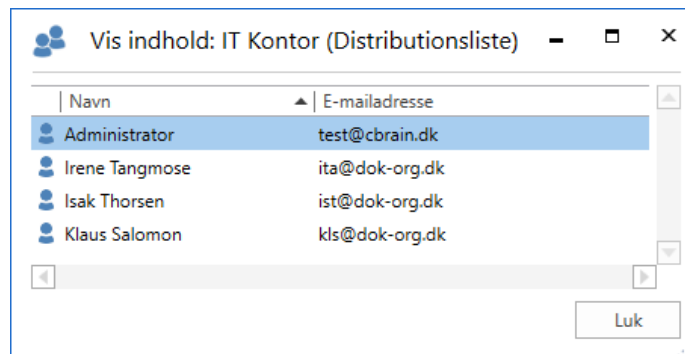 Vis indhold: IT Kontor (Distributionsliste)
Navn E-mailadresse
Administrator test@cbrain.dk
Irene Tangmose ita@dok-org.dk
Isak Thorsen ist@dok-org.dk
Klaus Salomon kls@dok-org.dk
Luk